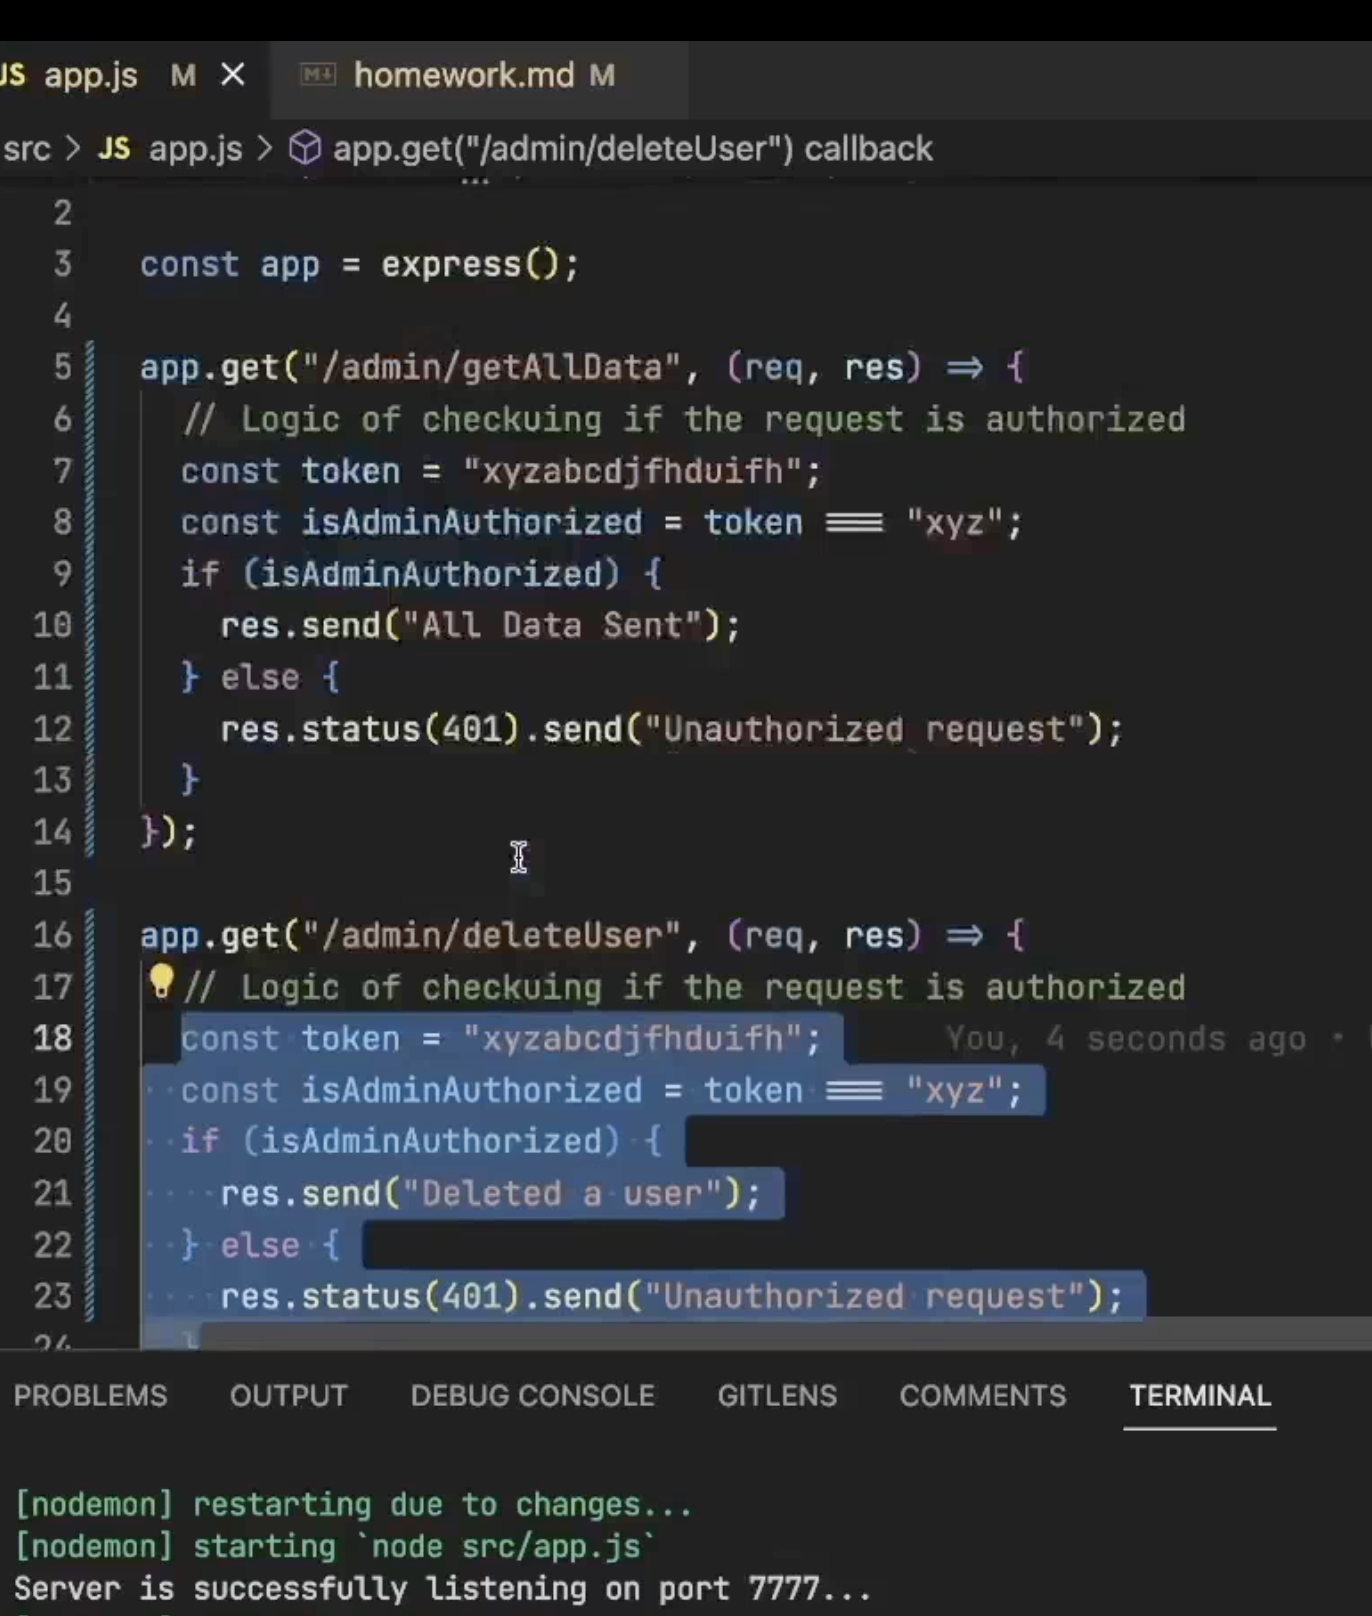 JS app.js M ×
homework.md M
src > JS app.js > app.get("/admin/deleteUser") callback
2
3 const app = express();
4
5 app.get("/admin/getAllData", (req, res) => {
6 // Logic of checkuing if the request is authorized
7 const token = "xyzabcdjfhduifh";
8 const isAdminAuthorized = token === "xyz";
9 if (isAdminAuthorized) {
10 res.send("All Data Sent");
11 } else {
12 res.status(401).send("Unauthorized request");
13 }
14 });
15
16 app.get("/admin/deleteUser", (req, res) => {
17 // Logic of checkuing if the request is authorized
18 const token = "xyzabcdjfhduifh"; You, 4 seconds ago •
19 const isAdminAuthorized = token === "xyz";
20 if (isAdminAuthorized) {
21 res.send("Deleted a user");
22 } else {
23 res.status(401).send("Unauthorized request");
24 }
PROBLEMS OUTPUT DEBUG CONSOLE GITLENS COMMENTS TERMINAL
[nodemon] restarting due to changes...
[nodemon] starting `node src/app.js`
Server is successfully listening on port 7777...